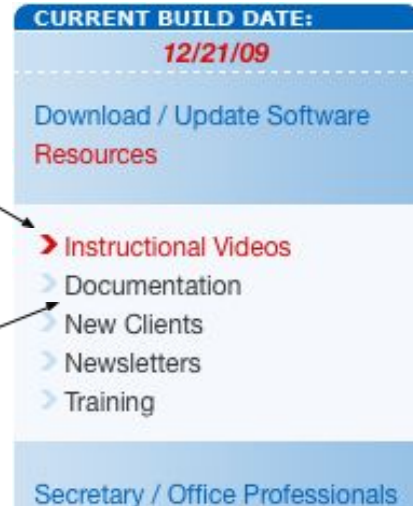 CURRENT BUILD DATE:
12/21/09
Download / Update Software
Resources
Instructional Videos
Documentation
New Clients
Newsletters
Training
Secretary / Office Professionals